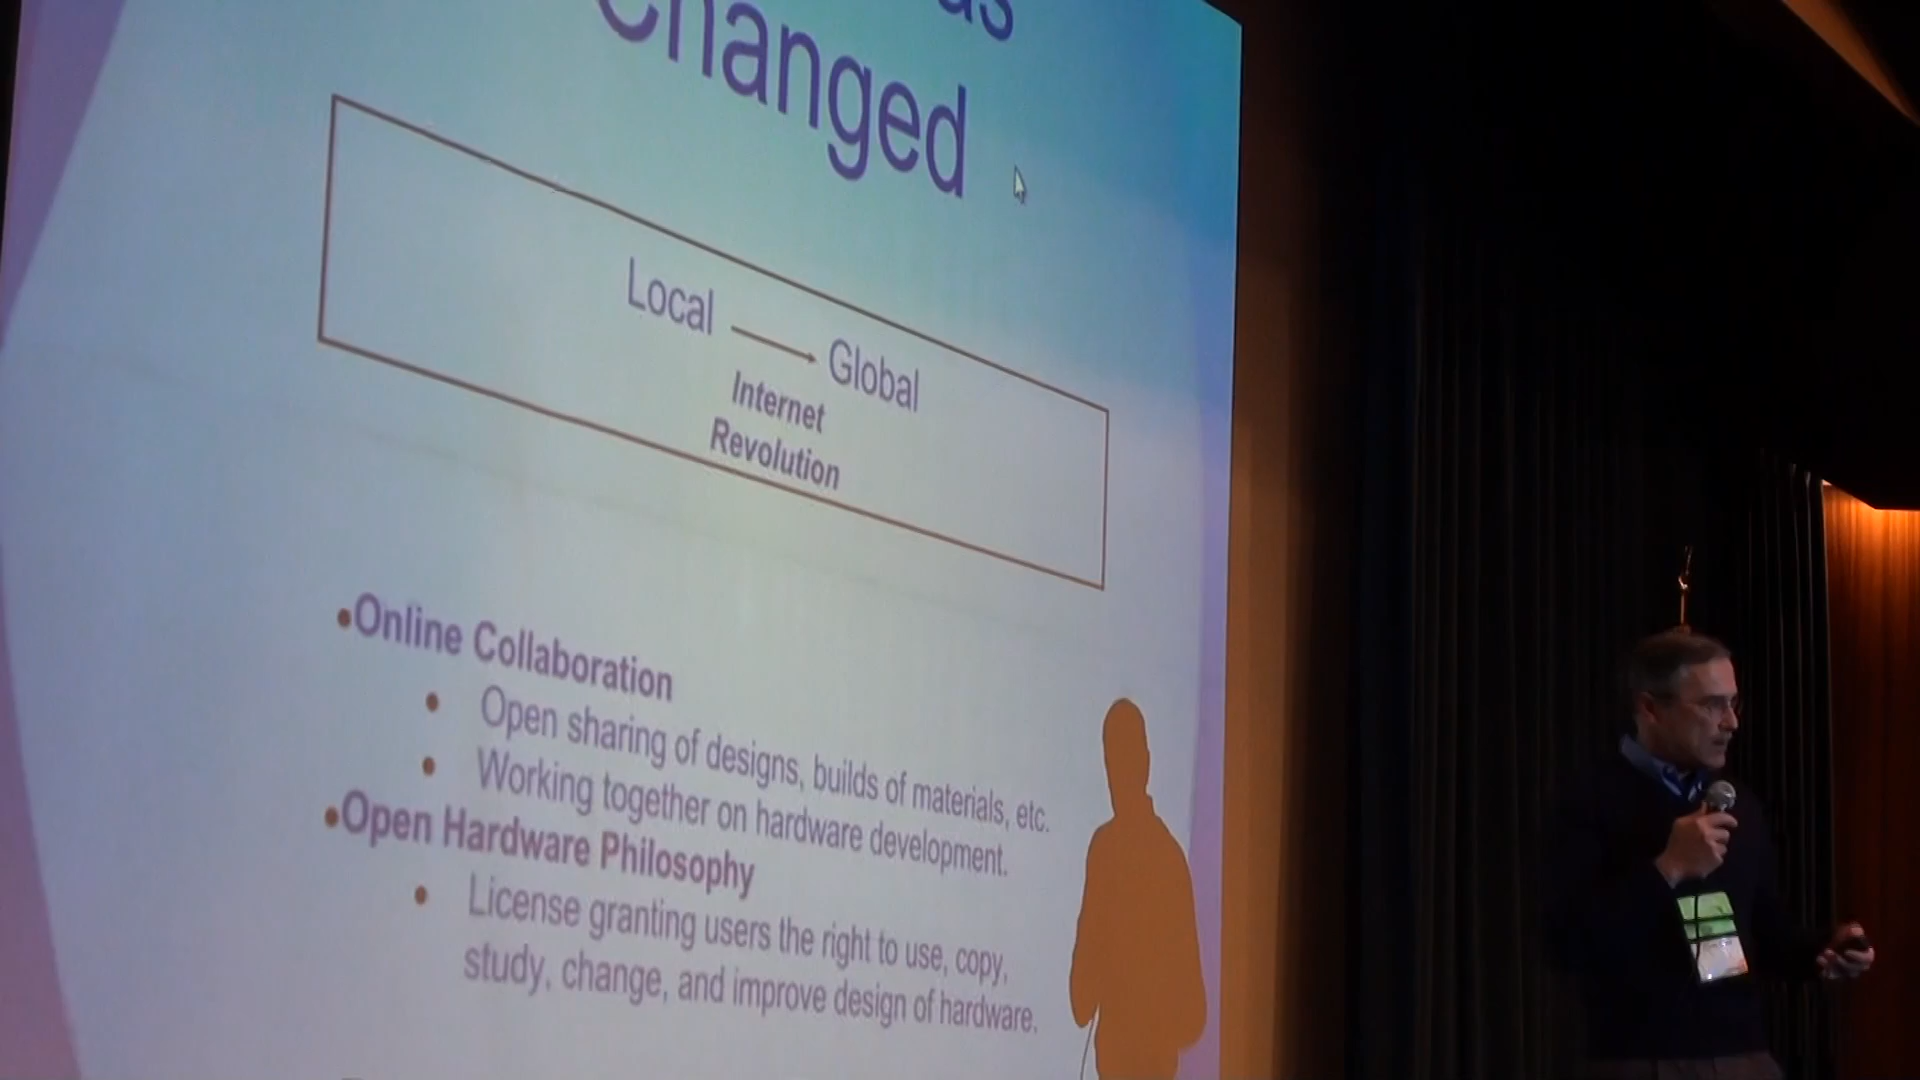 Changed
Local → Global
Internet
Revolution
•Online Collaboration
• Open sharing of designs, builds of materials, etc.
• Working together on hardware development.
•Open Hardware Philosophy
• License granting users the right to use, copy,
study, change, and improve design of hardware.